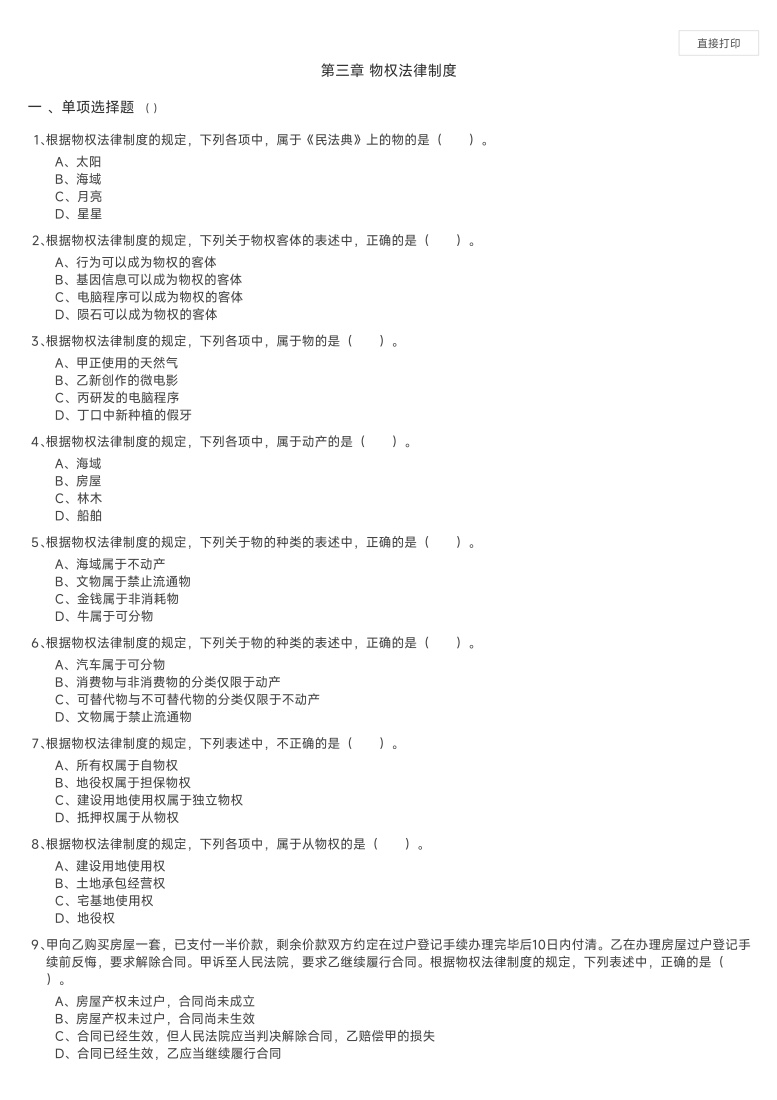 直接打印
第三章 物权法律制度
一 、单项选择题 （ ）
1、根据物权法律制度的规定，下列各项中，属于《民法典》上的物的是（　　）。
A、太阳
B、海域
C、月亮
D、星星
2、根据物权法律制度的规定，下列关于物权客体的表述中，正确的是（　　）。
A、行为可以成为物权的客体
B、基因信息可以成为物权的客体
C、电脑程序可以成为物权的客体
D、陨石可以成为物权的客体
3、根据物权法律制度的规定，下列各项中，属于物的是（　　）。
A、甲正使用的天然气
B、乙新创作的微电影
C、丙研发的电脑程序
D、丁口中新种植的假牙
4、根据物权法律制度的规定，下列各项中，属于动产的是（　　）。
A、海域
B、房屋
C、林木
D、船舶
5、根据物权法律制度的规定，下列关于物的种类的表述中，正确的是（　　）。
A、海域属于不动产
B、文物属于禁止流通物
C、金钱属于非消耗物
D、牛属于可分物
6、根据物权法律制度的规定，下列关于物的种类的表述中，正确的是（　　）。
A、汽车属于可分物
B、消费物与非消费物的分类仅限于动产
C、可替代物与不可替代物的分类仅限于不动产
D、文物属于禁止流通物
7、根据物权法律制度的规定，下列表述中，不正确的是（　　）。
A、所有权属于自物权
B、地役权属于担保物权
C、建设用地使用权属于独立物权
D、抵押权属于从物权
8、根据物权法律制度的规定，下列各项中，属于从物权的是（　　）。
A、建设用地使用权
B、土地承包经营权
C、宅基地使用权
D、地役权
9、甲向乙购买房屋一套，已支付一半价款，剩余价款双方约定在过户登记手续办理完毕后10日内付清。乙在办理房屋过户登记手
续前反悔，要求解除合同。甲诉至人民法院，要求乙继续履行合同。根据物权法律制度的规定，下列表述中，正确的是（
）。
A、房屋产权未过户，合同尚未成立
B、房屋产权未过户，合同尚未生效
C、合同已经生效，但人民法院应当判决解除合同，乙赔偿甲的损失
D、合同已经生效，乙应当继续履行合同